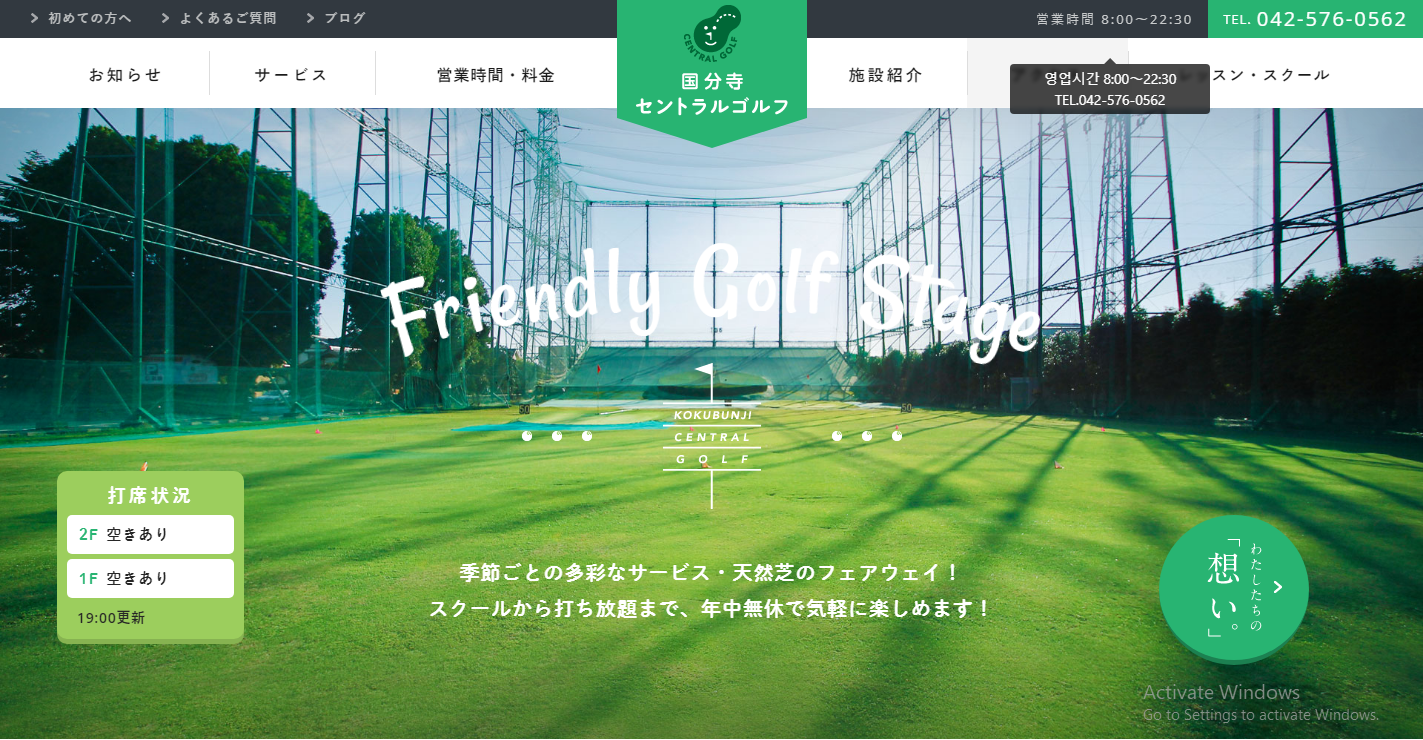 初めての方へ
よくあるご質問
ブログ
営業時間 8:00〜22:30
TEL. 042-576-0562
お知らせ
サービス
営業時間・料金
CENTRAL GOLF
国分寺
セントラルゴルフ
施設紹介
スン・スクール
영업시간 8:00〜22:30
TEL.042-576-0562
Friendly Golf Stage
50
50
KOKUBUNJI
CENTRAL
GOLF
打席状況
2F 空きあり
1F 空きあり
19:00更新
季節ごとの多彩なサービス・天然芝のフェアウェイ！
スクールから打ち放題まで、年中無休で気軽に楽しめます！
わたしたちの
「想い。」
Activate Windows
Go to Settings to activate Windows.